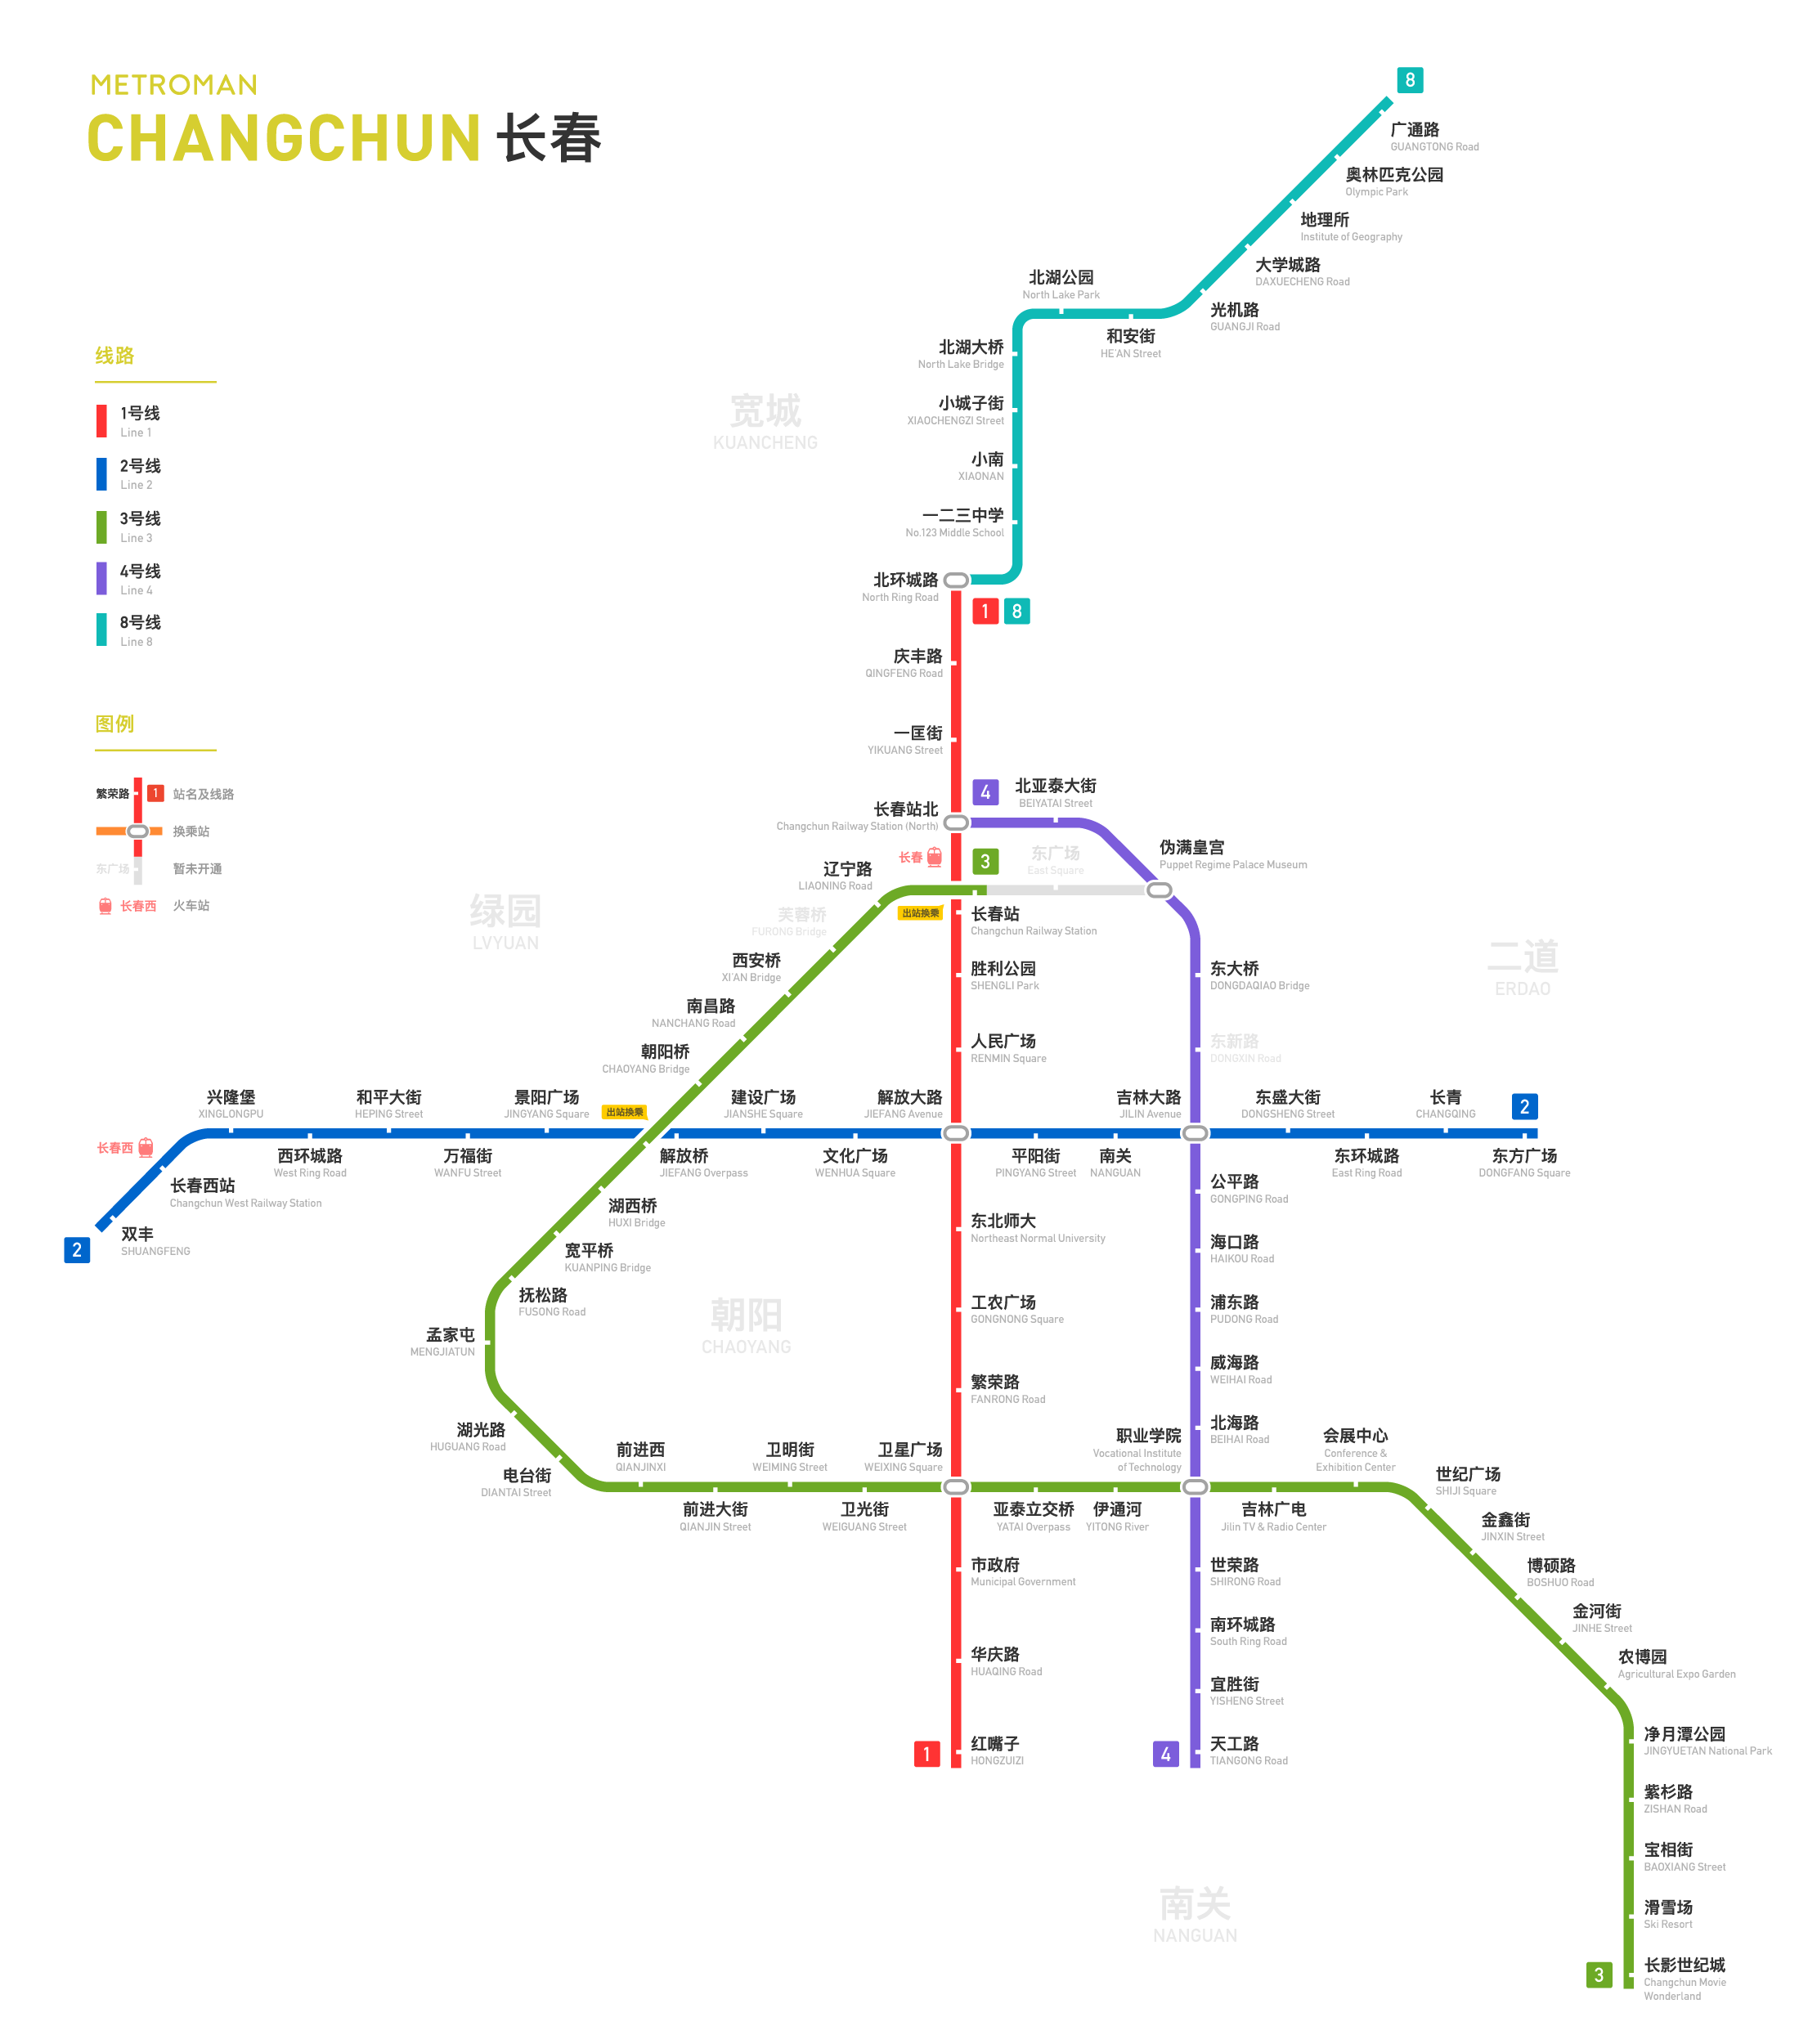 METROMAN
CHANGCHUN 长春
线路
1号线
Line 1
2号线
Line 2
3号线
Line 3
4号线
Line 4
8号线
Line 8
图例
繁荣路 1 站名及线路
换乘站
东广场 暂未开通
长春西 火车站
8
广通路
GUANGTONG Road
奥林匹克公园
Olympic Park
地理所
Institute of Geography
大学城路
DAXUECHENG Road
光机路
GUANGJI Road
和安街
HE'AN Street
北湖公园
North Lake Park
北湖大桥
North Lake Bridge
小城子街
XIAOCHENGZI Street
小南
XIAONAN
一二三中学
No.123 Middle School
北环城路
North Ring Road
1 8
庆丰路
QINGFENG Road
一匡街
YIKUANG Street
长春站北
Changchun Railway Station (North)
长春
长春站
Changchun Railway Station
胜利公园
SHENGLI Park
人民广场
RENMIN Square
解放大路
JIEFANG Avenue
东北师大
Northeast Normal University
工农广场
GONGNONG Square
繁荣路
FANRONG Road
卫星广场
WEIXING Square
市政府
Municipal Government
华庆路
HUAQING Road
红嘴子
HONGZUIZI
1
4
北亚泰大街
BEIYATAI Street
伪满皇宫
Puppet Regime Palace Museum
东大桥
DONGDAQIAO Bridge
东新路
DONGXIN Road
吉林大路
JILIN Avenue
公平路
GONGPING Road
海口路
HAIKOU Road
浦东路
PUDONG Road
威海路
WEIHAI Road
北海路
BEIHAI Road
职业学院
Vocational Institute
of Technology
世荣路
SHIRONG Road
南环城路
South Ring Road
宜胜街
YISHENG Street
天工路
TIANGONG Road
4
3
东广场
East Square
出站换乘
辽宁路
LIAONING Road
芙蓉桥
FURONG Bridge
西安桥
XI'AN Bridge
南昌路
NANCHANG Road
朝阳桥
CHAOYANG Bridge
出站换乘
解放桥
JIEFANG Overpass
湖西桥
HUXI Bridge
宽平桥
KUANPING Bridge
抚松路
FUSONG Road
孟家屯
MENGJIATUN
湖光路
HUGUANG Road
电台街
DIANTAI Street
前进西
QIANJINXI
前进大街
QIANJIN Street
卫明街
WEIMING Street
卫光街
WEIGUANG Street
亚泰立交桥
YATAI Overpass
伊通河
YITONG River
吉林广电
Jilin TV & Radio Center
会展中心
Conference &
Exhibition Center
世纪广场
SHIJI Square
金鑫街
JINXIN Street
博硕路
BOSHUO Road
金河街
JINHE Street
农博园
Agricultural Expo Garden
净月潭公园
JINGYUETAN National Park
紫杉路
ZISHAN Road
宝相街
BAOXIANG Street
滑雪场
Ski Resort
长影世纪城
Changchun Movie
Wonderland
3
2
双丰
SHUANGFENG
长春西
长春西站
Changchun West Railway Station
兴隆堡
XINGLONGPU
西环城路
West Ring Road
和平大街
HEPING Street
万福街
WANFU Street
景阳广场
JINGYANG Square
建设广场
JIANSHE Square
文化广场
WENHUA Square
平阳街
PINGYANG Street
南关
NANGUAN
东盛大街
DONGSHENG Street
东环城路
East Ring Road
长青
CHANGQING
东方广场
DONGFANG Square
2
宽城
KUANCHENG
绿园
LVYUAN
二道
ERDAO
朝阳
CHAOYANG
南关
NANGUAN